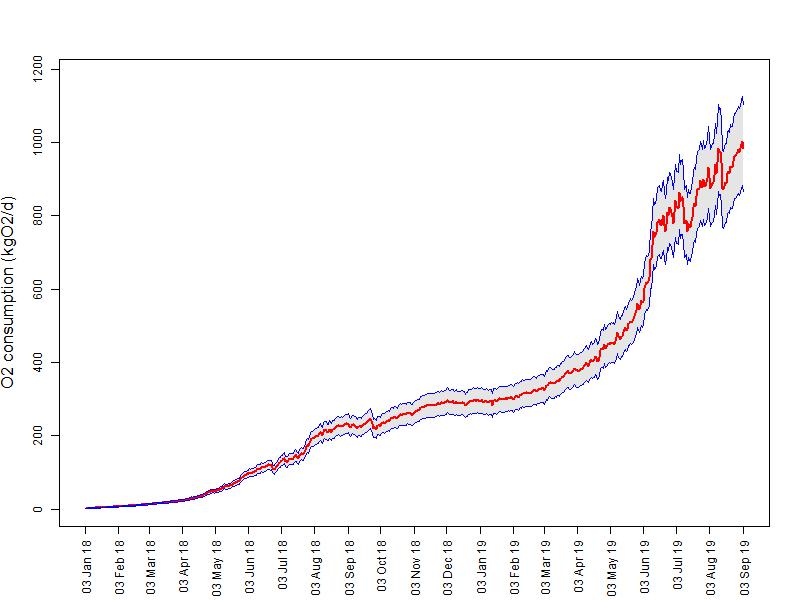 O2 consumption (kgO2/d)
1200
1000
800
600
400
200
0
03 Jan 18
03 Feb 18
03 Mar 18
03 Apr 18
03 May 18
03 Jun 18
03 Jul 18
03 Aug 18
03 Sep 18
03 Oct 18
03 Nov 18
03 Dec 18
03 Jan 19
03 Feb 19
03 Mar 19
03 Apr 19
03 May 19
03 Jun 19
03 Jul 19
03 Aug 19
03 Sep 19